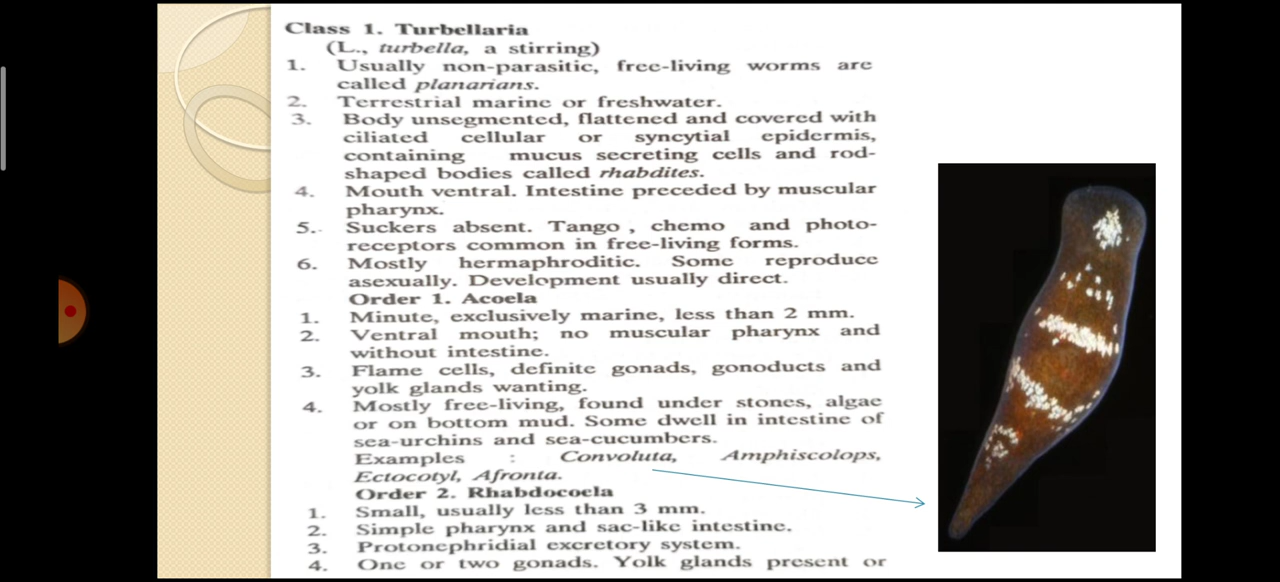 Class 1. Turbellaria
(L., turbella, a stirring)
1. Usually non-parasitic, free-living worms are
called planarians.
2. Terrestrial marine or freshwater.
3. Body unsegmented, flattened and covered with
ciliated cellular or syncytial epidermis,
containing mucus secreting cells and rod-
shaped bodies called rhabdites.
4. Mouth ventral. Intestine preceded by muscular
pharynx.
5. Suckers absent. Tango , chemo and photo-
receptors common in free-living forms.
6. Mostly hermaphroditic. Some reproduce
asexually. Development usually direct.
Order 1. Acoela
1. Minute, exclusively marine, less than 2 mm.
2. Ventral mouth; no muscular pharynx and
without intestine.
3. Flame cells, definite gonads, gonoducts and
yolk glands wanting.
4. Mostly free-living, found under stones, algae
or on bottom mud. Some dwell in intestine of
sea-urchins and sea-cucumbers.
Examples : Convoluta, Amphiscolops,
Ectocotyl, Afronta.
Order 2. Rhabdocoela
1. Small, usually less than 3 mm.
2. Simple pharynx and sac-like intestine.
3. Protonephridial excretory system.
4. One or two gonads. Yolk glands present or